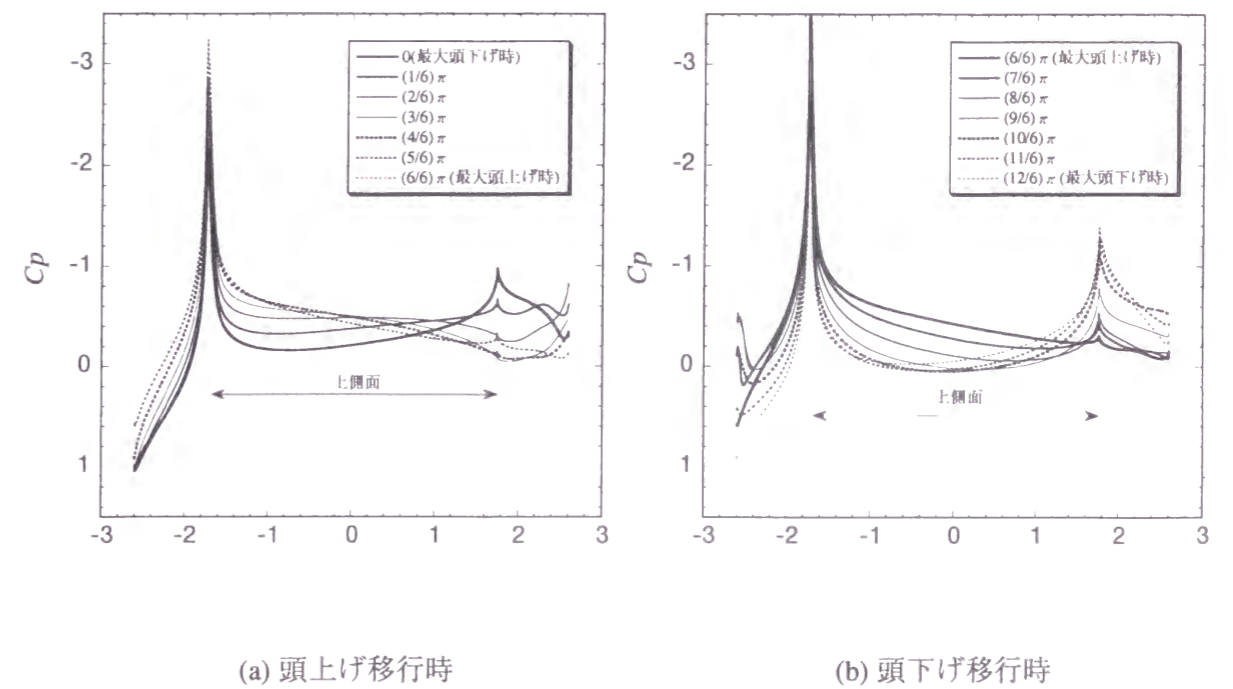 -3
-2
-1
0
1
Cp
-3
-2
-1
0
1
2
3
0(最大頭下げ時)
(1/6)π
(2/6)π
(3/6)π
(4/6)π
(5/6)π
(6/6)π(最大頭上げ時)
上側面
(a) 頭上げ移行時
-3
-2
-1
0
1
Cp
-3
-2
-1
0
1
2
3
(6/6)π(最大頭上げ時)
(7/6)π
(8/6)π
(9/6)π
(10/6)π
(11/6)π
(12/6)π(最大頭下げ時)
上側面
(b) 頭下げ移行時